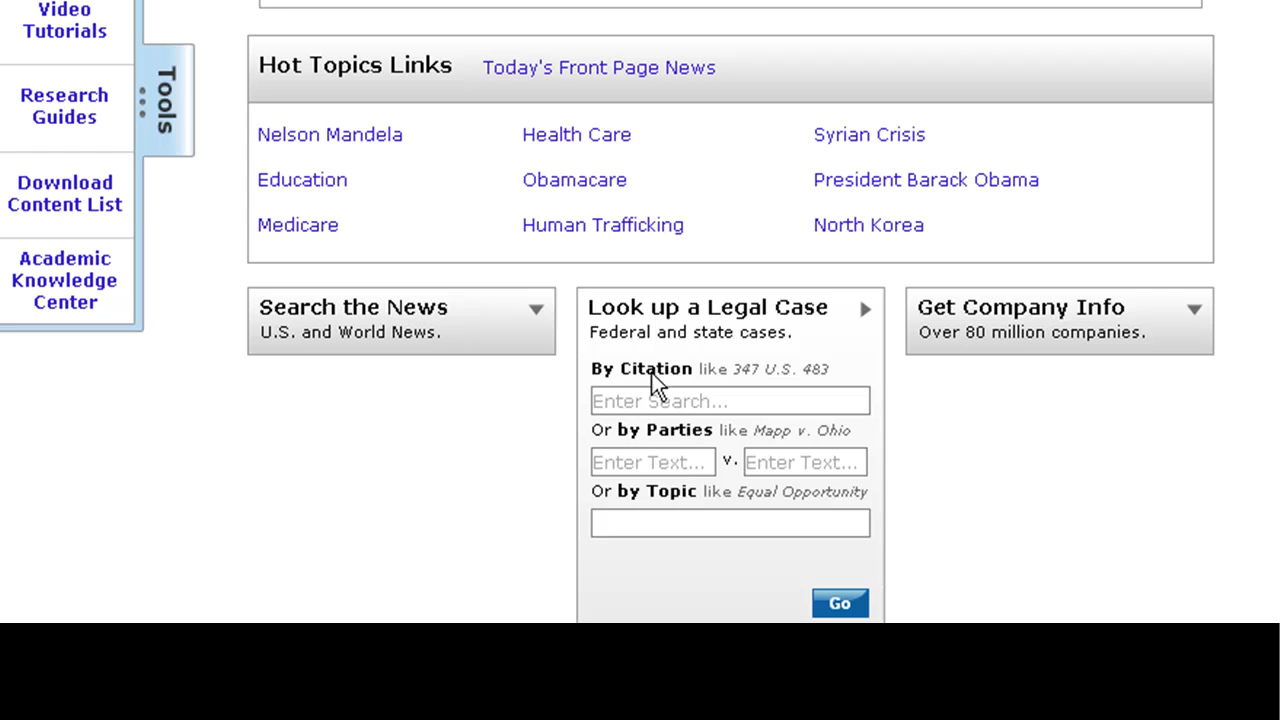 Video
Tutorials
Research
Guides
Download
Content List
Academic
Knowledge
Center
Tools
Hot Topics Links Today's Front Page News
Nelson Mandela Health Care Syrian Crisis
Education Obamacare President Barack Obama
Medicare Human Trafficking North Korea
Search the News
U.S. and World News.
Look up a Legal Case
Federal and state cases.
By Citation like 347 U.S. 483
Enter Search...
Or by Parties like Mapp v. Ohio
Enter Text... v. Enter Text...
Or by Topic like Equal Opportunity
Go
Get Company Info
Over 80 million companies.